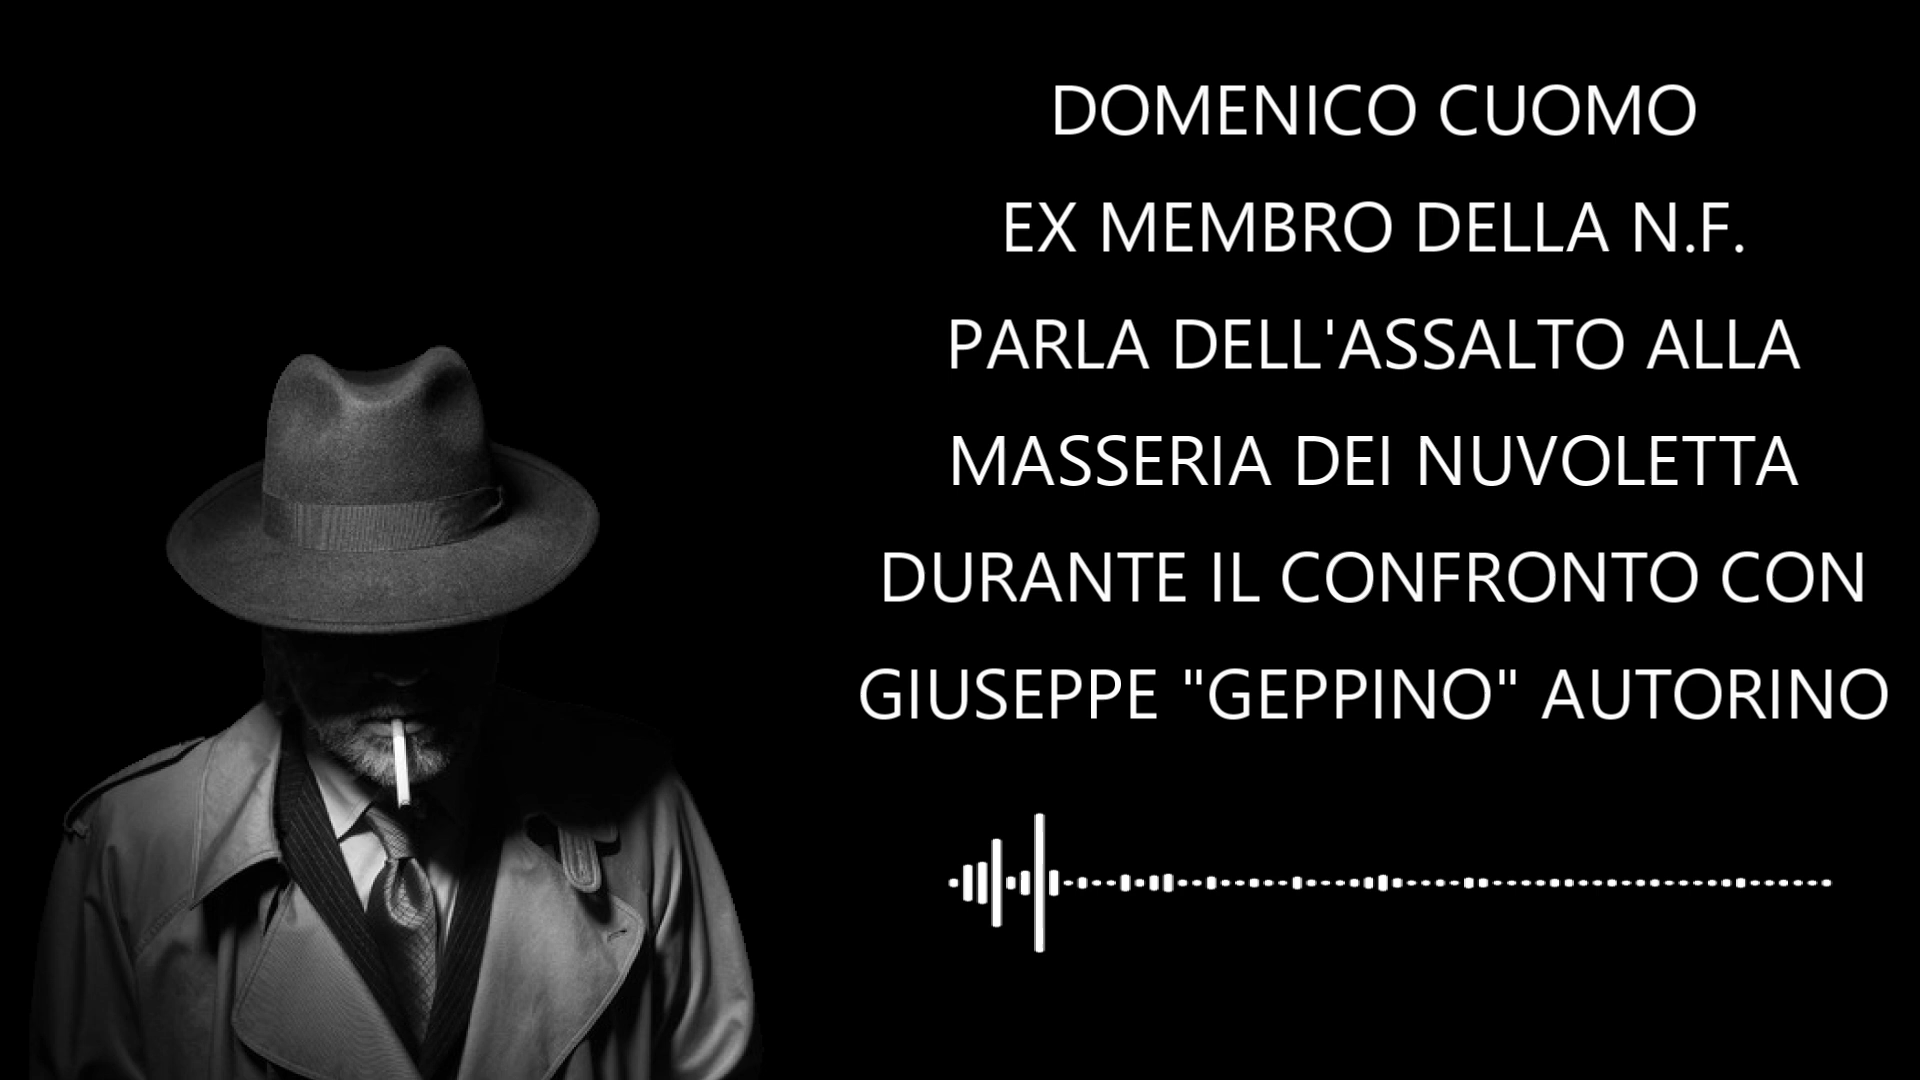 DOMENICO CUOMO
EX MEMBRO DELLA N.F.
PARLA DELL'ASSALTO ALLA
MASSERIA DEI NUVOLETTA
DURANTE IL CONFRONTO CON
GIUSEPPE "GEPPINO" AUTORINO